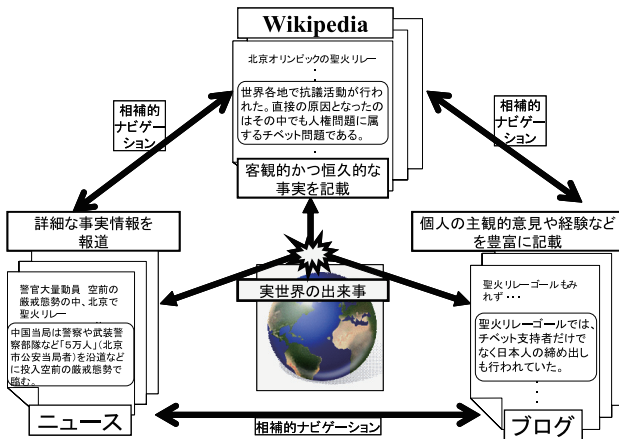 Wikipedia
北京オリンピックの聖火リレー
世界各地で抗議活動が行わ
れた。直接の原因となったの
はその中でも人権問題に属
するチベット問題である。
客観的かつ恒久的な
事実を記載
相補的
ナビゲー
ション
相補的
ナビゲー
ション
詳細な事実情報を
報道
個人の主観的意見や経験など
を豊富に記載
実世界の出来事
警官大量動員 空前の
厳戒態勢の中、北京で
聖火リレー
中国当局は警察や武装警
察部隊など「5万人」(北京
市公安当局者)を沿道など
に投入空前の厳戒態勢で
臨む。
ニュース
聖火リレーゴールもみ
れず・・・
聖火リレーゴールでは、
チベット支持者だけで
なく日本人の締め出し
も行われていた。
ブログ
相補的ナビゲーション